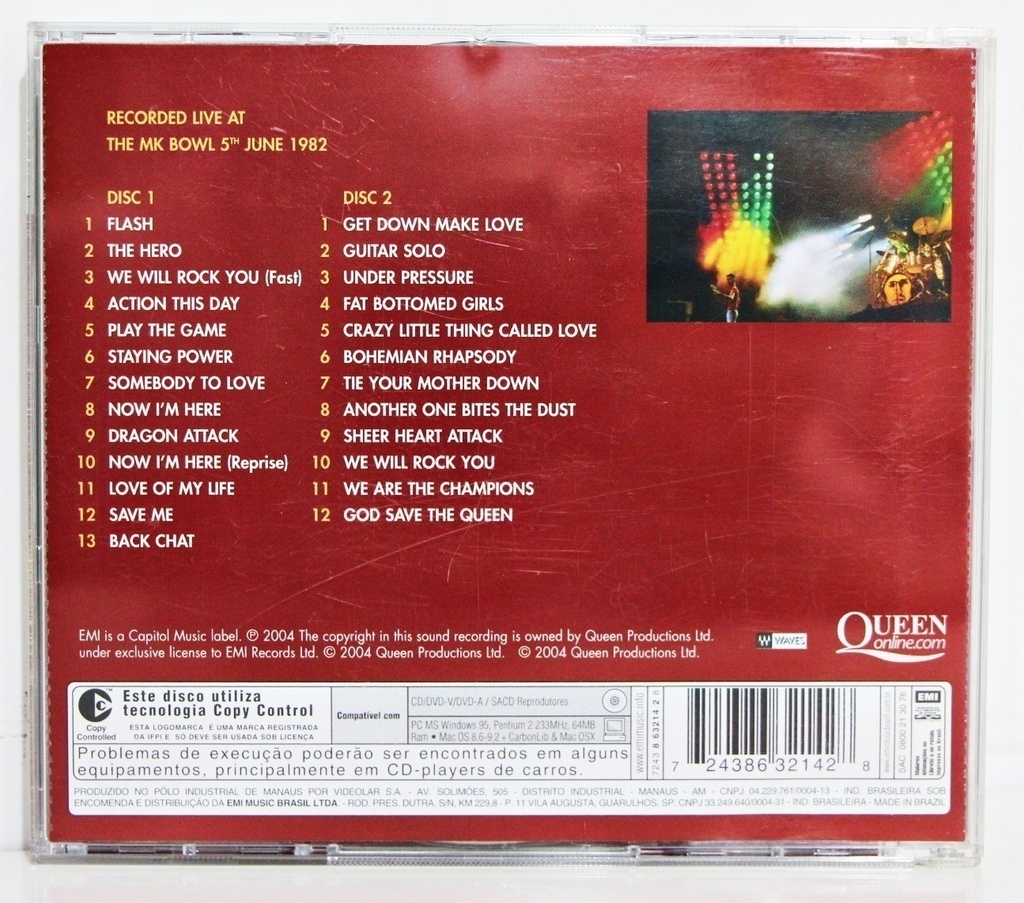 RECORDED LIVE AT
THE MK BOWL 5TH JUNE 1982
DISC 1
1 FLASH
2 THE HERO
3 WE WILL ROCK YOU (Fast)
4 ACTION THIS DAY
5 PLAY THE GAME
6 STAYING POWER
7 SOMEBODY TO LOVE
8 NOW I'M HERE
9 DRAGON ATTACK
10 NOW I'M HERE (Reprise)
11 LOVE OF MY LIFE
12 SAVE ME
13 BACK CHAT
DISC 2
1 GET DOWN MAKE LOVE
2 GUITAR SOLO
3 UNDER PRESSURE
4 FAT BOTTOMED GIRLS
5 CRAZY LITTLE THING CALLED LOVE
6 BOHEMIAN RHAPSODY
7 TIE YOUR MOTHER DOWN
8 ANOTHER ONE BITES THE DUST
9 SHEER HEART ATTACK
10 WE WILL ROCK YOU
11 WE ARE THE CHAMPIONS
12 GOD SAVE THE QUEEN
EMI is a Capitol Music label. ℗ 2004 The copyright in this sound recording is owned by Queen Productions Ltd.
under exclusive license to EMI Records Ltd. © 2004 Queen Productions Ltd. © 2004 Queen Productions Ltd.
WAVES
QUEEN
online.com
Copy
Controlled
Este disco utiliza
tecnologia Copy Control
ESTA LOGOMARCA É UMA MARCA REGISTRADA
DA IFPI E SÓ DEVE SER USADA SOB LICENÇA
Compatível com
CD/DVD-V/DVD-A / SACD Reprodutores
PC MS Windows 95, Pentium 2 233MHz, 64MB
Ram • Mac OS 8.6-9.2 + CarbonLib & Mac OSX
Problemas de execução poderão ser encontrados em alguns
equipamentos, principalmente em CD-players de carros.
www.emimusic.info
7243 8 63214 2 8
7 24386 32142 8
SAC 0800 21 30 76
EMI
PRODUZIDO NO PÓLO INDUSTRIAL DE MANAUS POR VIDEOLAR S.A. - AV. SOLIMÕES, 505 - DISTRITO INDUSTRIAL - MANAUS - AM - CNPJ 04.229.761/0004-13 - IND. BRASILEIRA SOB
ENCOMENDA E DISTRIBUIÇÃO DA EMI MUSIC BRASIL LTDA. - ROD. PRES. DUTRA, S/N, KM 229,8 - P. 11 VILA AUGUSTA, GUARULHOS, SP CNPJ 33.249.640/0004-31 - IND. BRASILEIRA - MADE IN BRAZIL